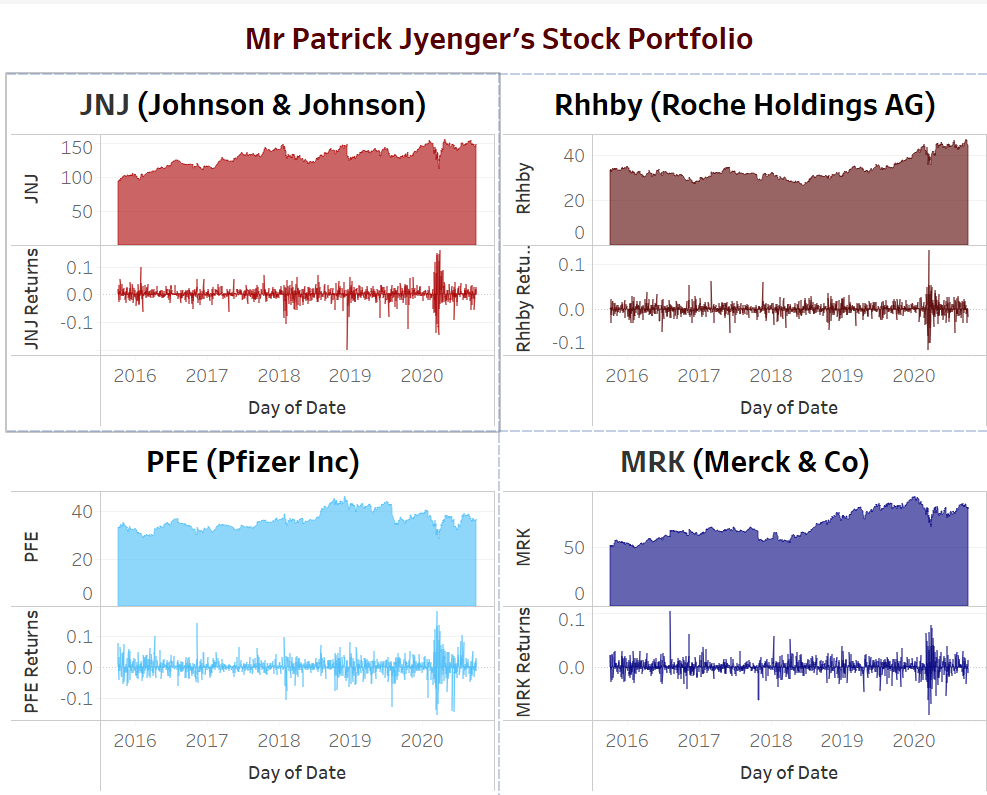 Mr Patrick Jyenger's Stock Portfolio
JNJ (Johnson & Johnson)
150
100
50
JNJ
0.1
0.0
-0.1
JNJ Returns
2016 2017 2018 2019 2020
Day of Date
Rhhby (Roche Holdings AG)
40
20
0
Rhhby
0.1
0.0
-0.1
Rhhby Retu..
2016 2017 2018 2019 2020
Day of Date
PFE (Pfizer Inc)
40
20
0
PFE
0.1
0.0
-0.1
PFE Returns
2016 2017 2018 2019 2020
Day of Date
MRK (Merck & Co)
50
0
MRK
0.1
0.0
MRK Returns
2016 2017 2018 2019 2020
Day of Date